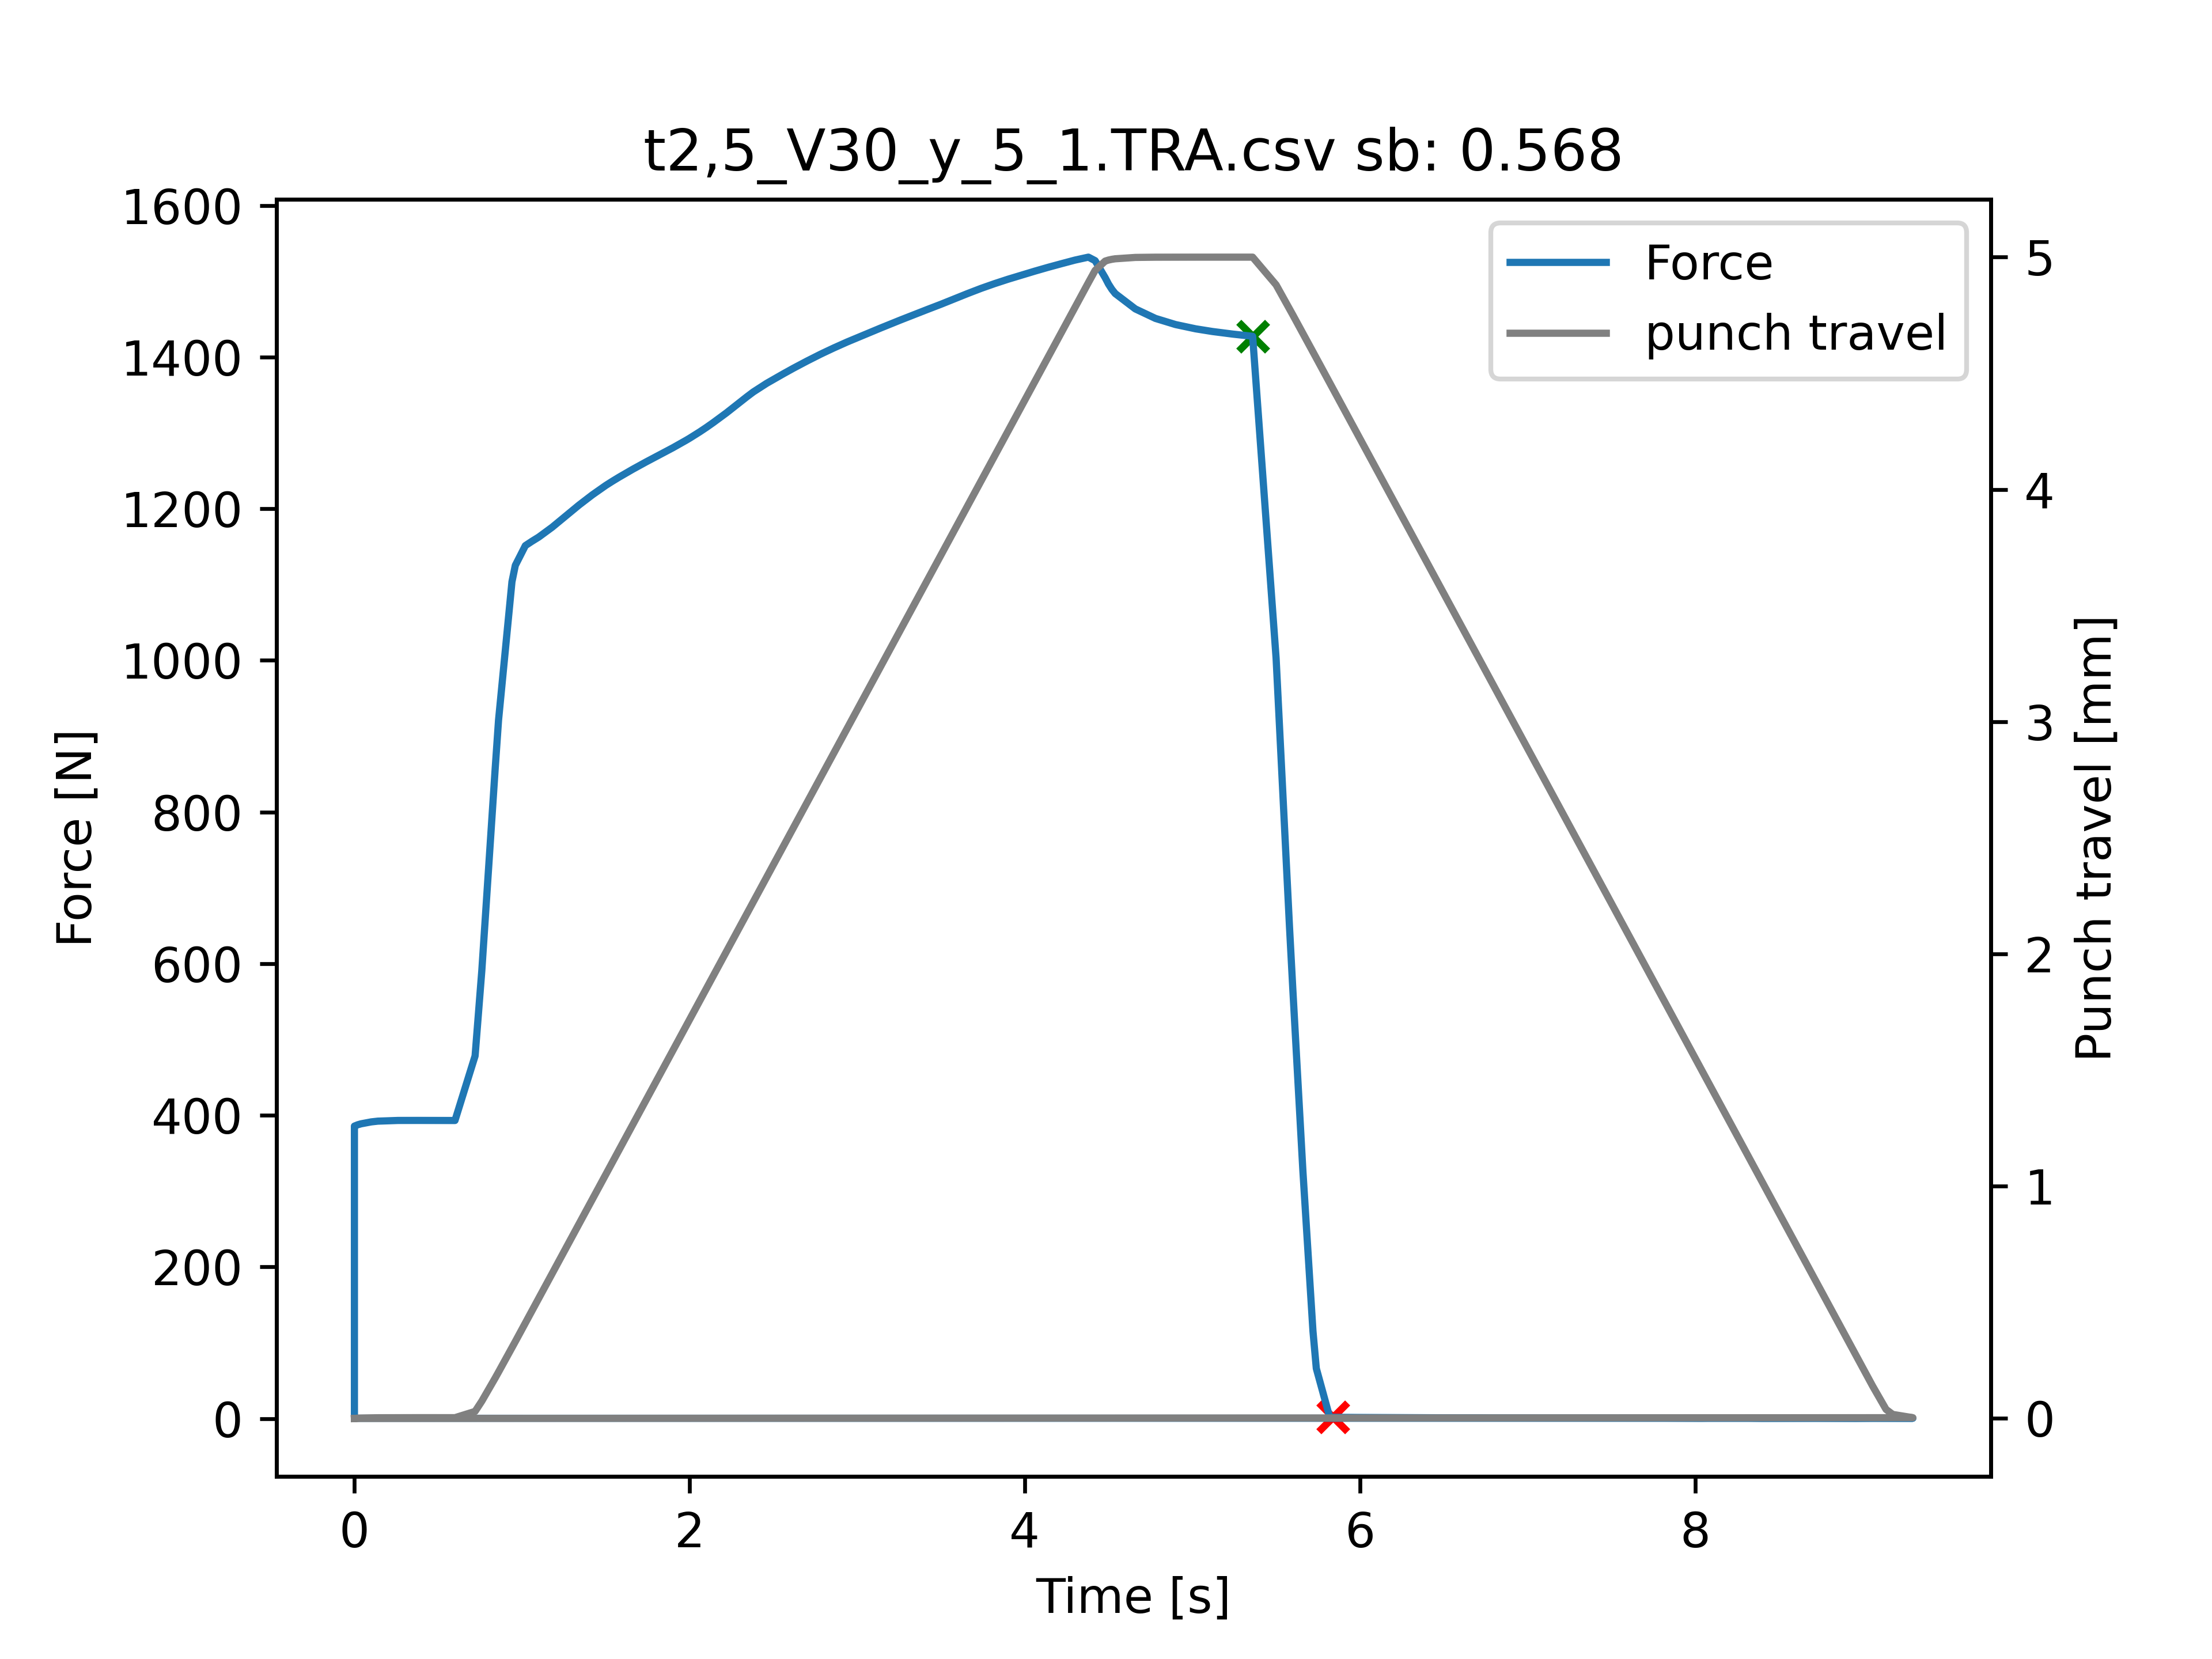 t2,5_V30_y_5_1.TRA.csv sb: 0.568
1600
1400
1200
1000
800
600
400
200
0
Force [N]
Force
punch travel
5
4
3
2
1
0
Punch travel [mm]
0 2 4 6 8
Time [s]